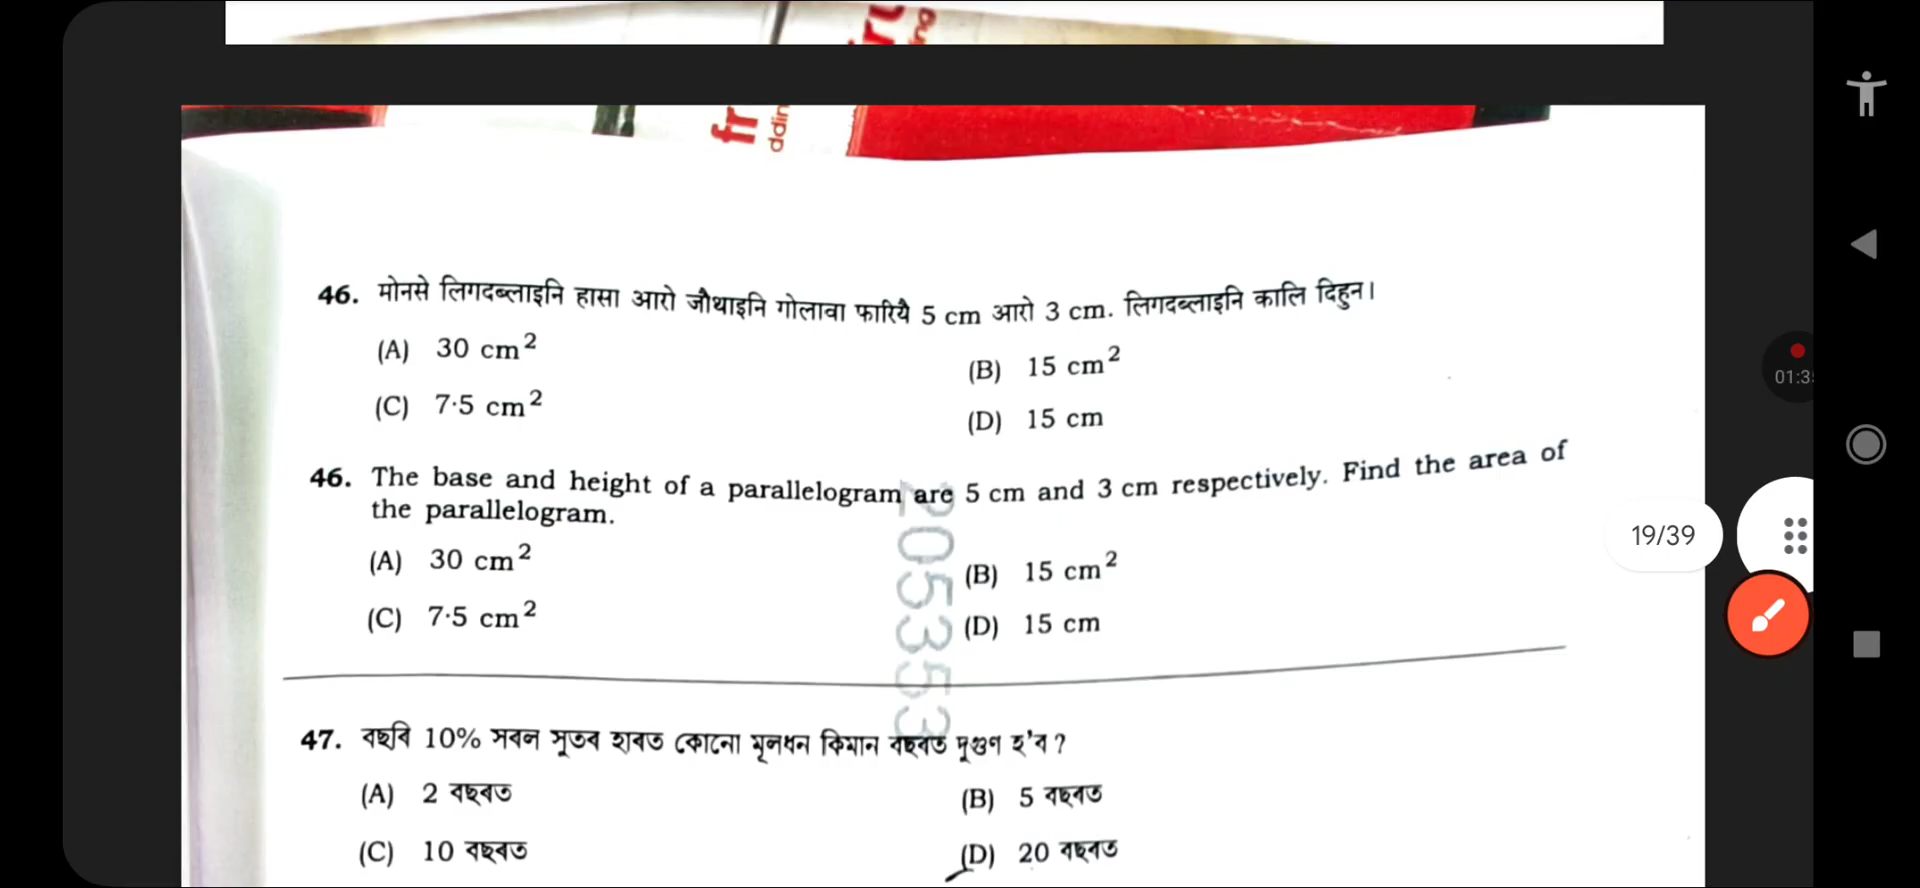 fr
ddin
46. मोनसे लिगदब्लाइनि हासा आरो जौथाइनि गोलावा फारियै 5 cm आरो 3 cm. लिगदब्लाइनि कालि दिहुन।
(A) 30 cm²
(B) 15 cm²
(C) 7·5 cm²
(D) 15 cm
46. The base and height of a parallelogram are 5 cm and 3 cm respectively. Find the area of
the parallelogram.
(A) 30 cm²
(B) 15 cm²
(C) 7·5 cm²
(D) 15 cm
2053353
47. বছৰি 10% সৰল সুতৰ হাৰত কোনো মূলধন কিমান বছৰত দুগুণ হ'ব ?
(A) 2 বছৰত
(B) 5 বছৰত
(C) 10 বছৰত
(D) 20 বছৰত
19/39